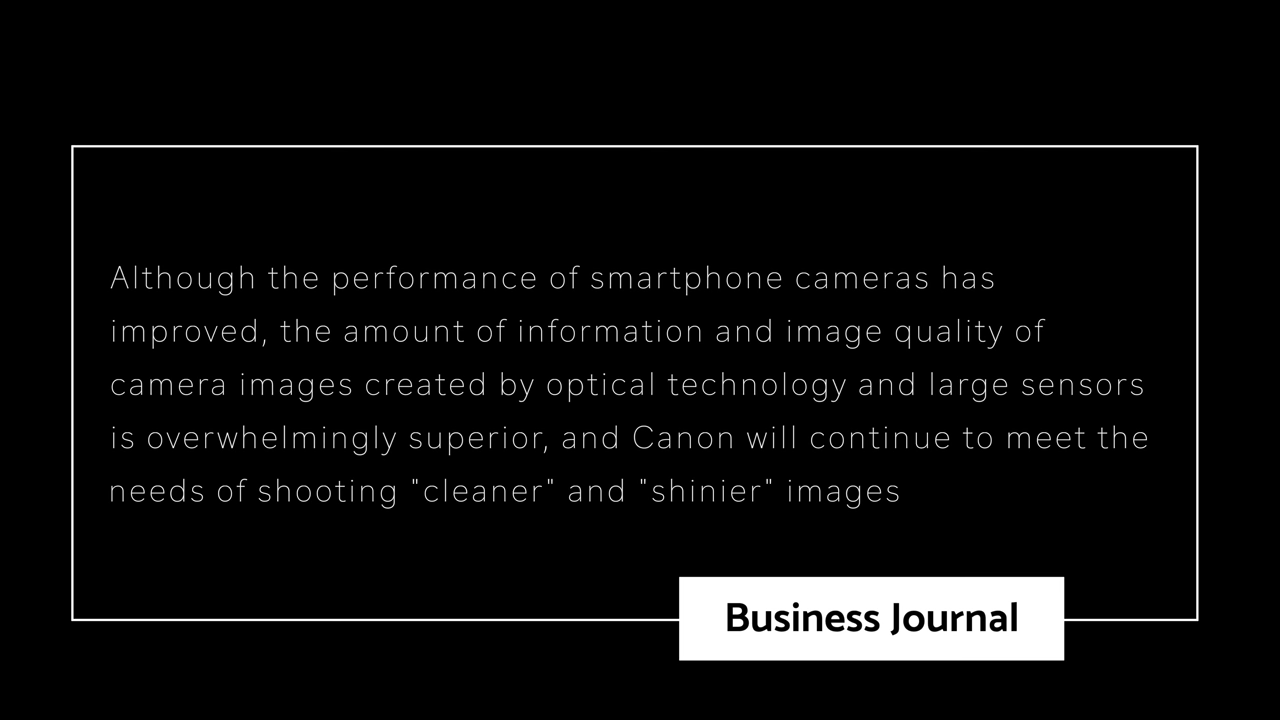 Although the performance of smartphone cameras has
improved, the amount of information and image quality of
camera images created by optical technology and large sensors
is overwhelmingly superior, and Canon will continue to meet the
needs of shooting "cleaner" and "shinier" images
Business Journal